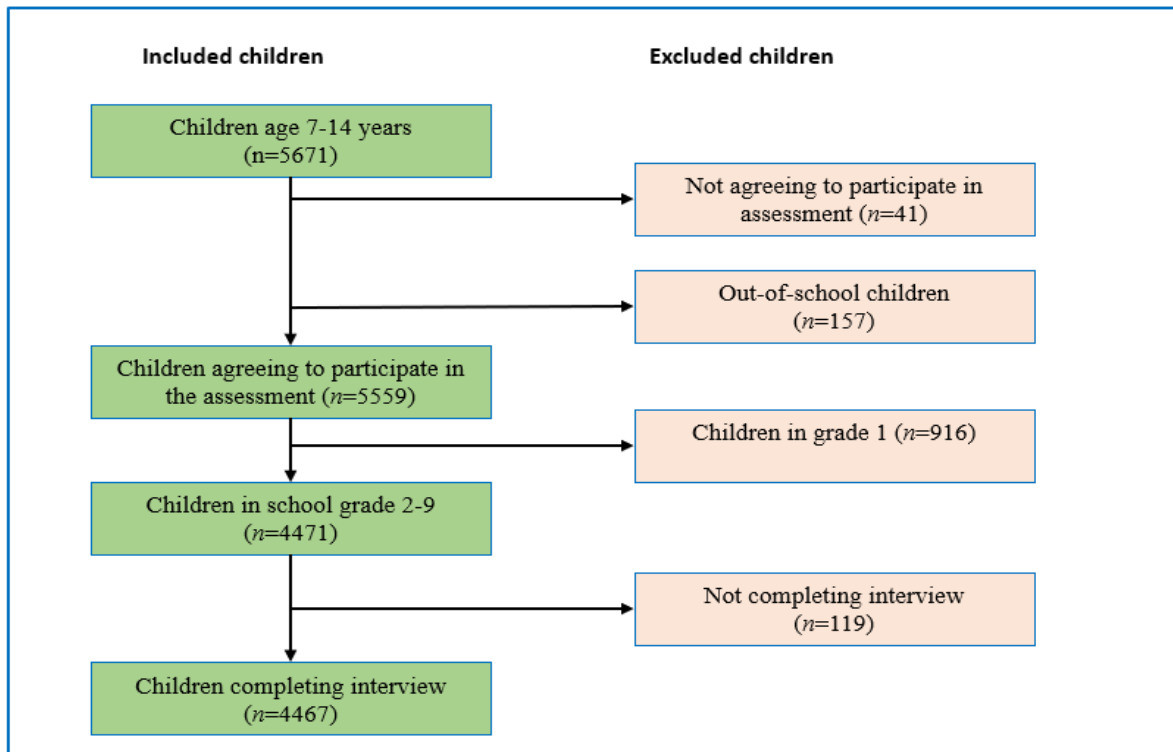 Included children
Excluded children
Children age 7-14 years
(n=5671)
Not agreeing to participate in
assessment (n=41)
Out-of-school children
(n=157)
Children agreeing to participate in
the assessment (n=5559)
Children in grade 1 (n=916)
Children in school grade 2-9
(n=4471)
Not completing interview
(n=119)
Children completing interview
(n=4467)